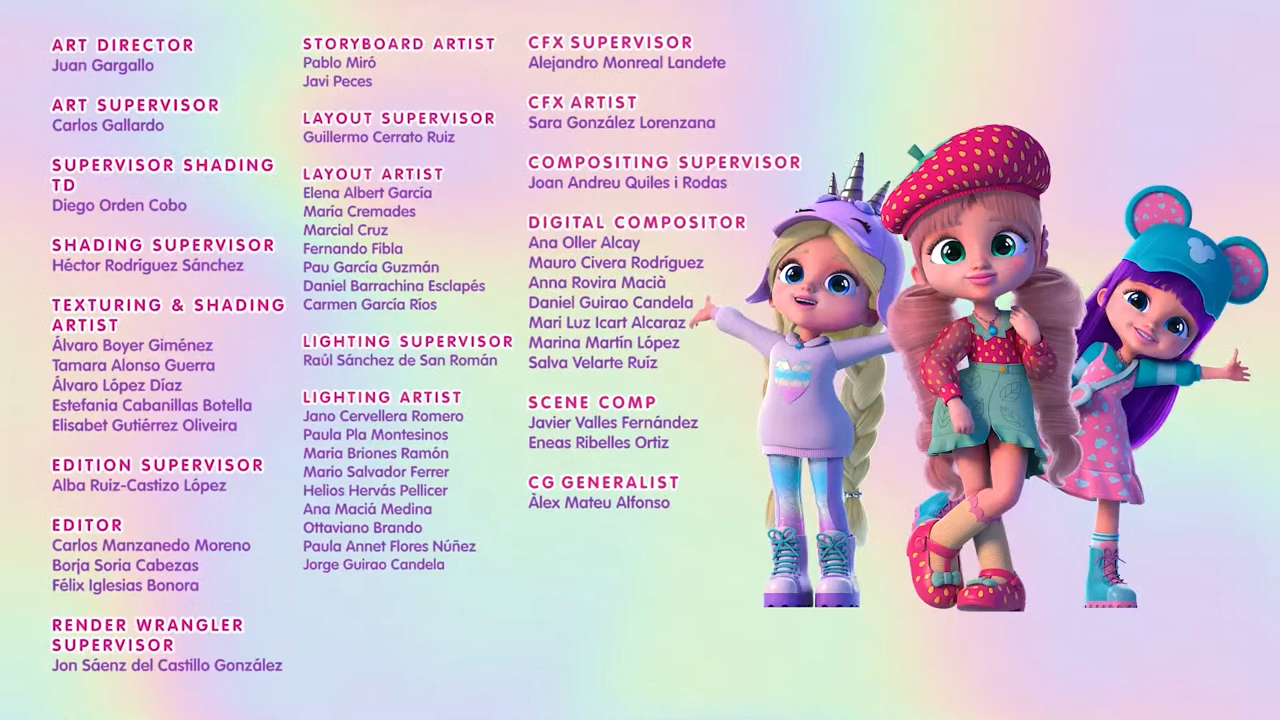 ART DIRECTOR
Juan Gargallo
ART SUPERVISOR
Carlos Gallardo
SUPERVISOR SHADING
TD
Diego Orden Cobo
SHADING SUPERVISOR
Héctor Rodríguez Sánchez
TEXTURING & SHADING
ARTIST
Álvaro Boyer Giménez
Tamara Alonso Guerra
Álvaro López Díaz
Estefania Cabanillas Botella
Elisabet Gutiérrez Oliveira
EDITION SUPERVISOR
Alba Ruiz-Castizo López
EDITOR
Carlos Manzanedo Moreno
Borja Soria Cabezas
Félix Iglesias Bonora
RENDER WRANGLER
SUPERVISOR
Jon Sáenz del Castillo González
STORYBOARD ARTIST
Pablo Miró
Javi Peces
LAYOUT SUPERVISOR
Guillermo Cerrato Ruiz
LAYOUT ARTIST
Elena Albert García
María Cremades
Marcial Cruz
Fernando Fibla
Pau García Guzmán
Daniel Barrachina Esclapés
Carmen García Ríos
LIGHTING SUPERVISOR
Raúl Sánchez de San Román
LIGHTING ARTIST
Jano Cervellera Romero
Paula Pla Montesinos
Maria Briones Ramón
Mario Salvador Ferrer
Helios Hervás Pellicer
Ana Maciá Medina
Ottaviano Brando
Paula Annet Flores Núñez
Jorge Guirao Candela
CFX SUPERVISOR
Alejandro Monreal Landete
CFX ARTIST
Sara González Lorenzana
COMPOSITING SUPERVISOR
Joan Andreu Quiles i Rodas
DIGITAL COMPOSITOR
Ana Oller Alcay
Mauro Civera Rodríguez
Anna Rovira Macià
Daniel Guirao Candela
Mari Luz Icart Alcaraz
Marina Martín López
Salva Velarte Ruíz
SCENE COMP
Javier Valles Fernández
Eneas Ribelles Ortiz
CG GENERALIST
Àlex Mateu Alfonso